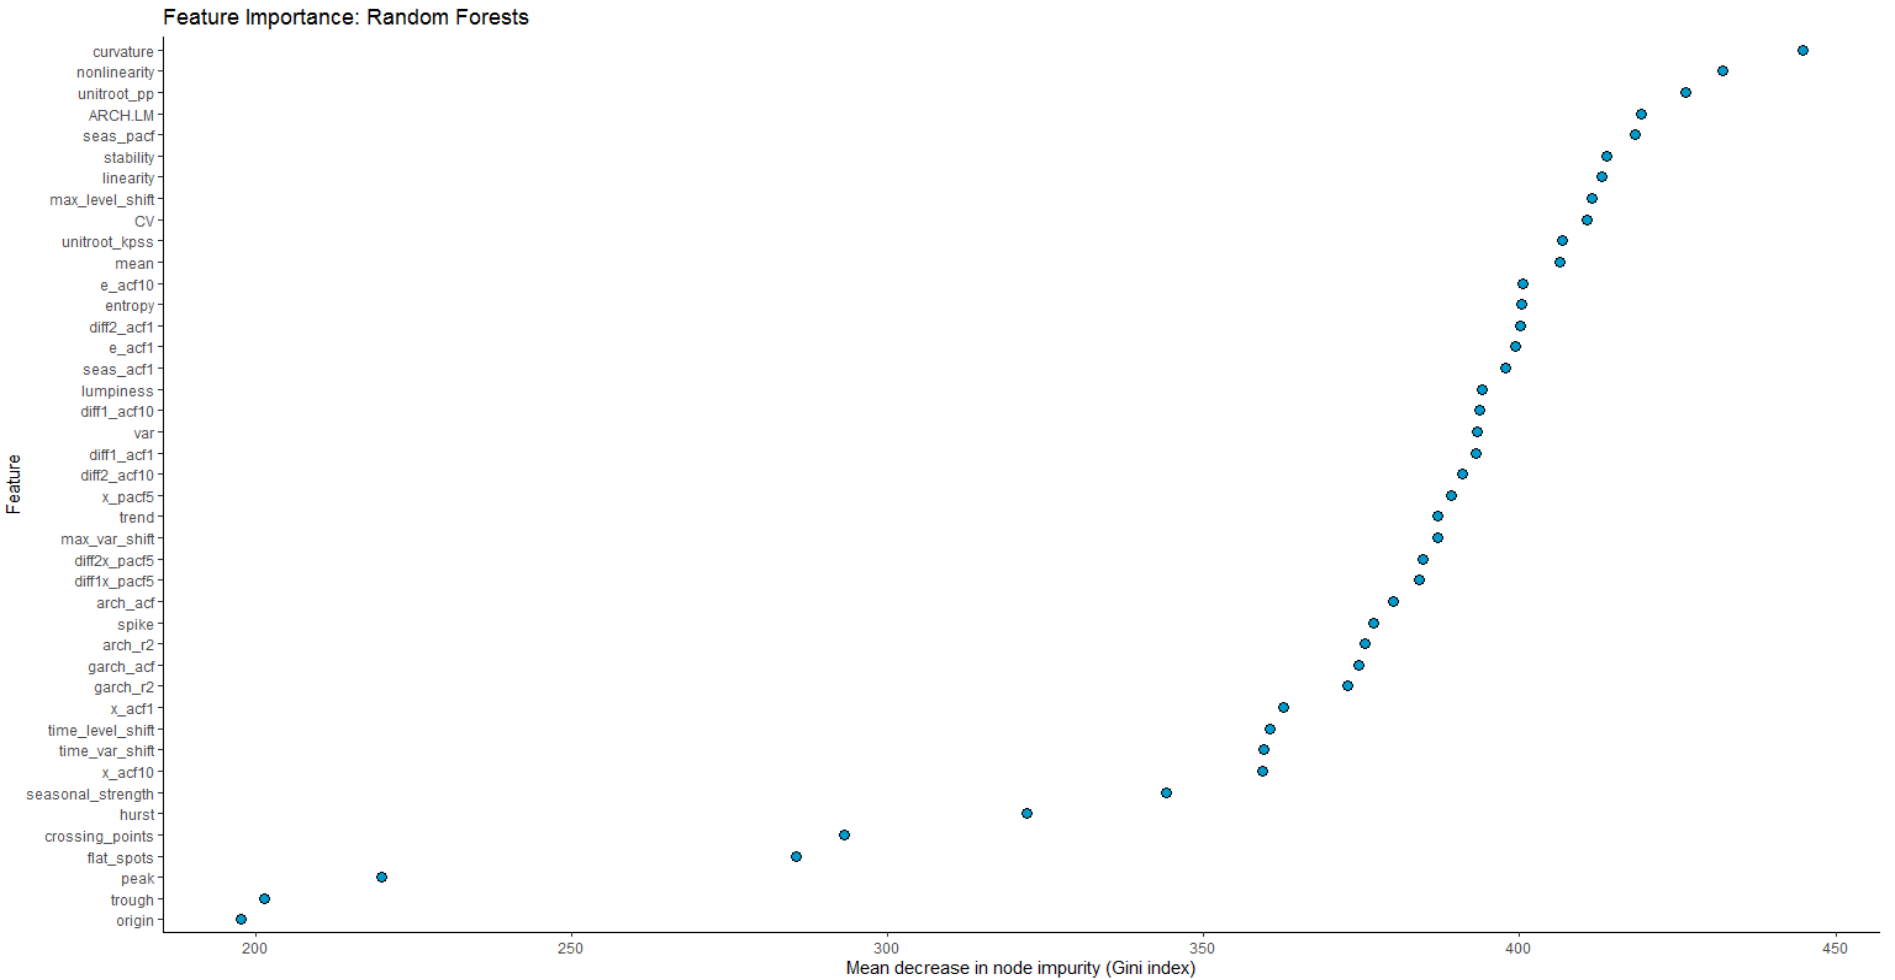 Feature Importance: Random Forests
curvature
nonlinearity
unitroot_pp
ARCH.LM
seas_pacf
stability
linearity
max_level_shift
CV
unitroot_kpss
mean
e_acf10
entropy
diff2_acf1
e_acf1
seas_acf1
lumpiness
diff1_acf10
var
diff1_acf1
diff2_acf10
x_pacf5
trend
max_var_shift
diff2x_pacf5
diff1x_pacf5
arch_acf
spike
arch_r2
garch_acf
garch_r2
x_acf1
time_level_shift
time_var_shift
x_acf10
seasonal_strength
hurst
crossing_points
flat_spots
peak
trough
origin
Feature
200 250 300 350 400 450
Mean decrease in node impurity (Gini index)